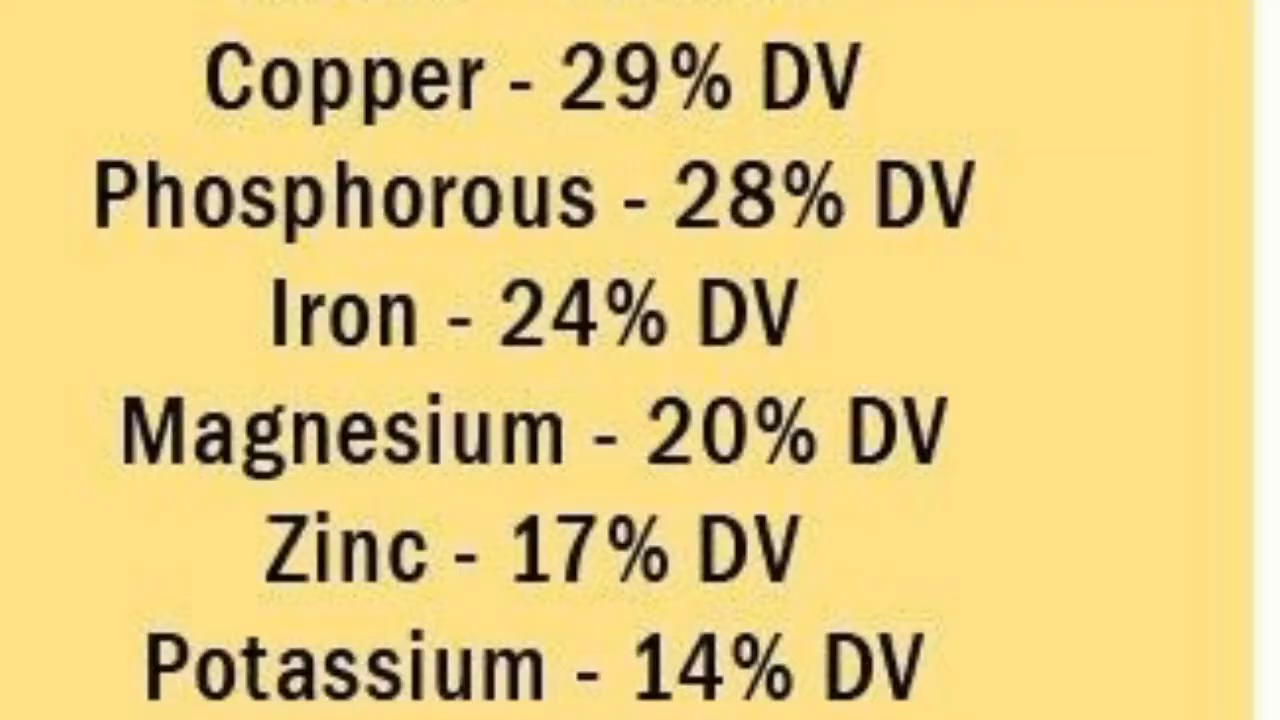 Copper - 29% DV
Phosphorous - 28% DV
Iron - 24% DV
Magnesium - 20% DV
Zinc - 17% DV
Potassium - 14% DV